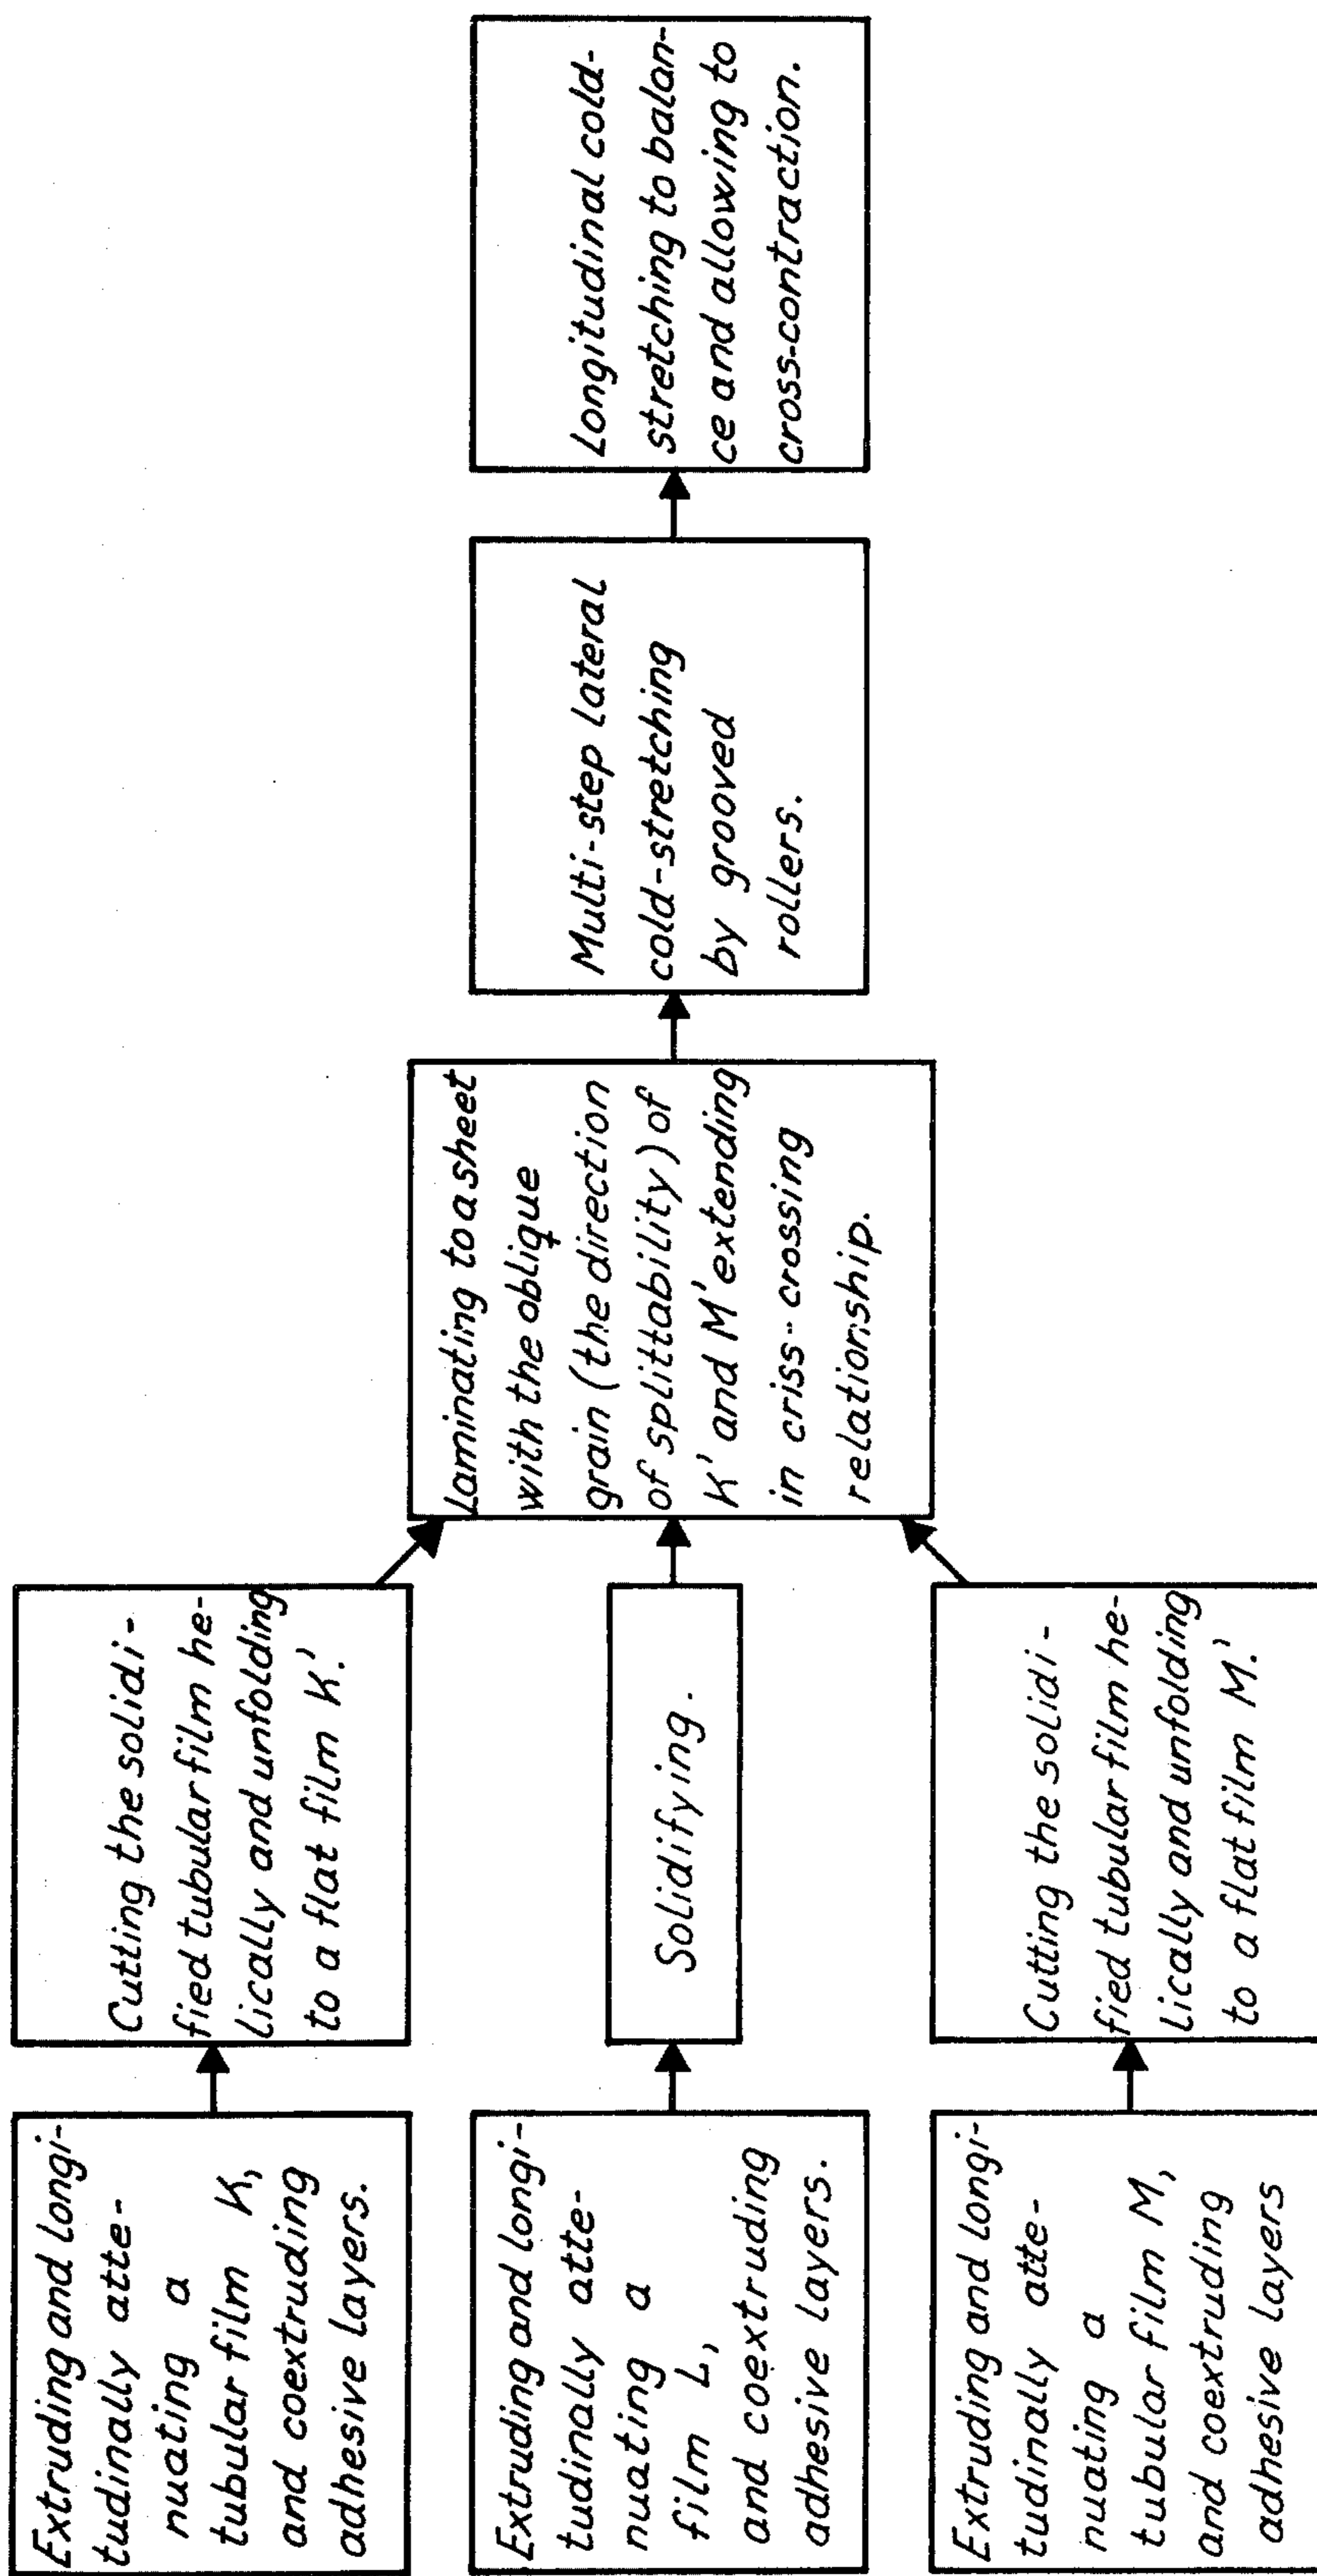 Extruding and longi-
tudinally atte-
nuating a
tubular film K,
and coextruding
adhesive layers.
Cutting the solidi-
fied tubular film he-
lically and unfolding
to a flat film K'.
Extruding and longi-
tudinally atte-
nuating a
film L,
and coextruding
adhesive layers.
Solidifying.
Extruding and longi-
tudinally atte-
nuating a
tubular film M,
and coextruding
adhesive layers
Cutting the solidi-
fied tubular film he-
lically and unfolding
to a flat film M'.
Laminating to a sheet
with the oblique
grain (the direction
of splittability) of
K' and M' extending
in criss-crossing
relationship.
Multi-step lateral
cold-stretching
by grooved
rollers.
Longitudinal cold-
stretching to balan-
ce and allowing to
cross-contraction.